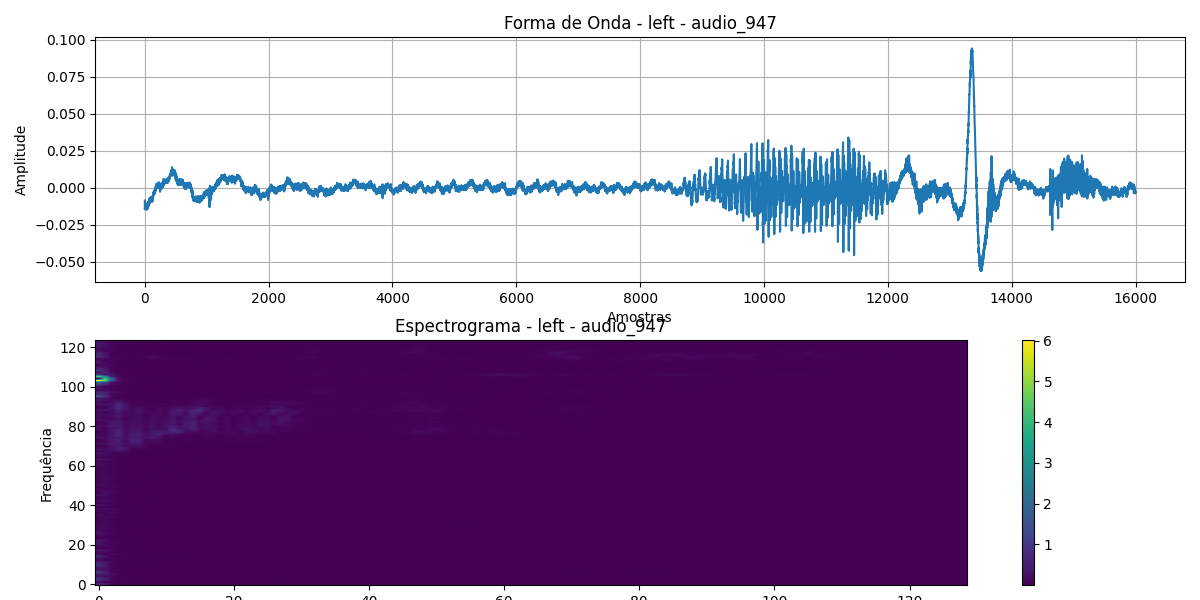 Forma de Onda - left - audio_947
Amplitude
0.100
0.075
0.050
0.025
0.000
−0.025
−0.050
0 2000 4000 6000 8000 10000 12000 14000 16000
Amostras
Espectrograma - left - audio_947
Frequência
120
100
80
60
40
20
0
0 20 40 60 80 100 120
6
5
4
3
2
1